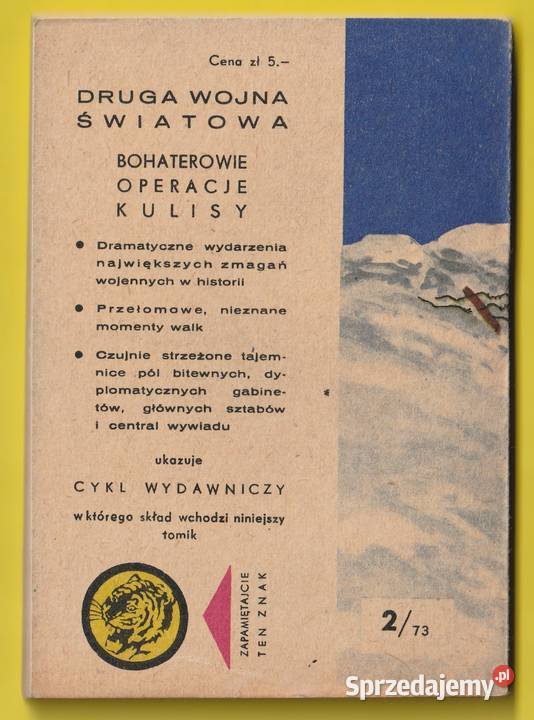 Cena zł 5.–
DRUGA WOJNA
ŚWIATOWA
BOHATEROWIE
OPERACJE
KULISY
● Dramatyczne wydarzenia
największych zmagań
wojennych w historii
● Przełomowe, nieznane
momenty walk
● Czujnie strzeżone tajem-
nice pól bitewnych, dy-
plomatycznych gabine-
tów, głównych sztabów
i central wywiadu
ukazuje
CYKL WYDAWNICZY
w którego skład wchodzi niniejszy
tomik
ZAPAMIĘTAJCIE
TEN ZNAK
2/73
Sprzedajemy.pl